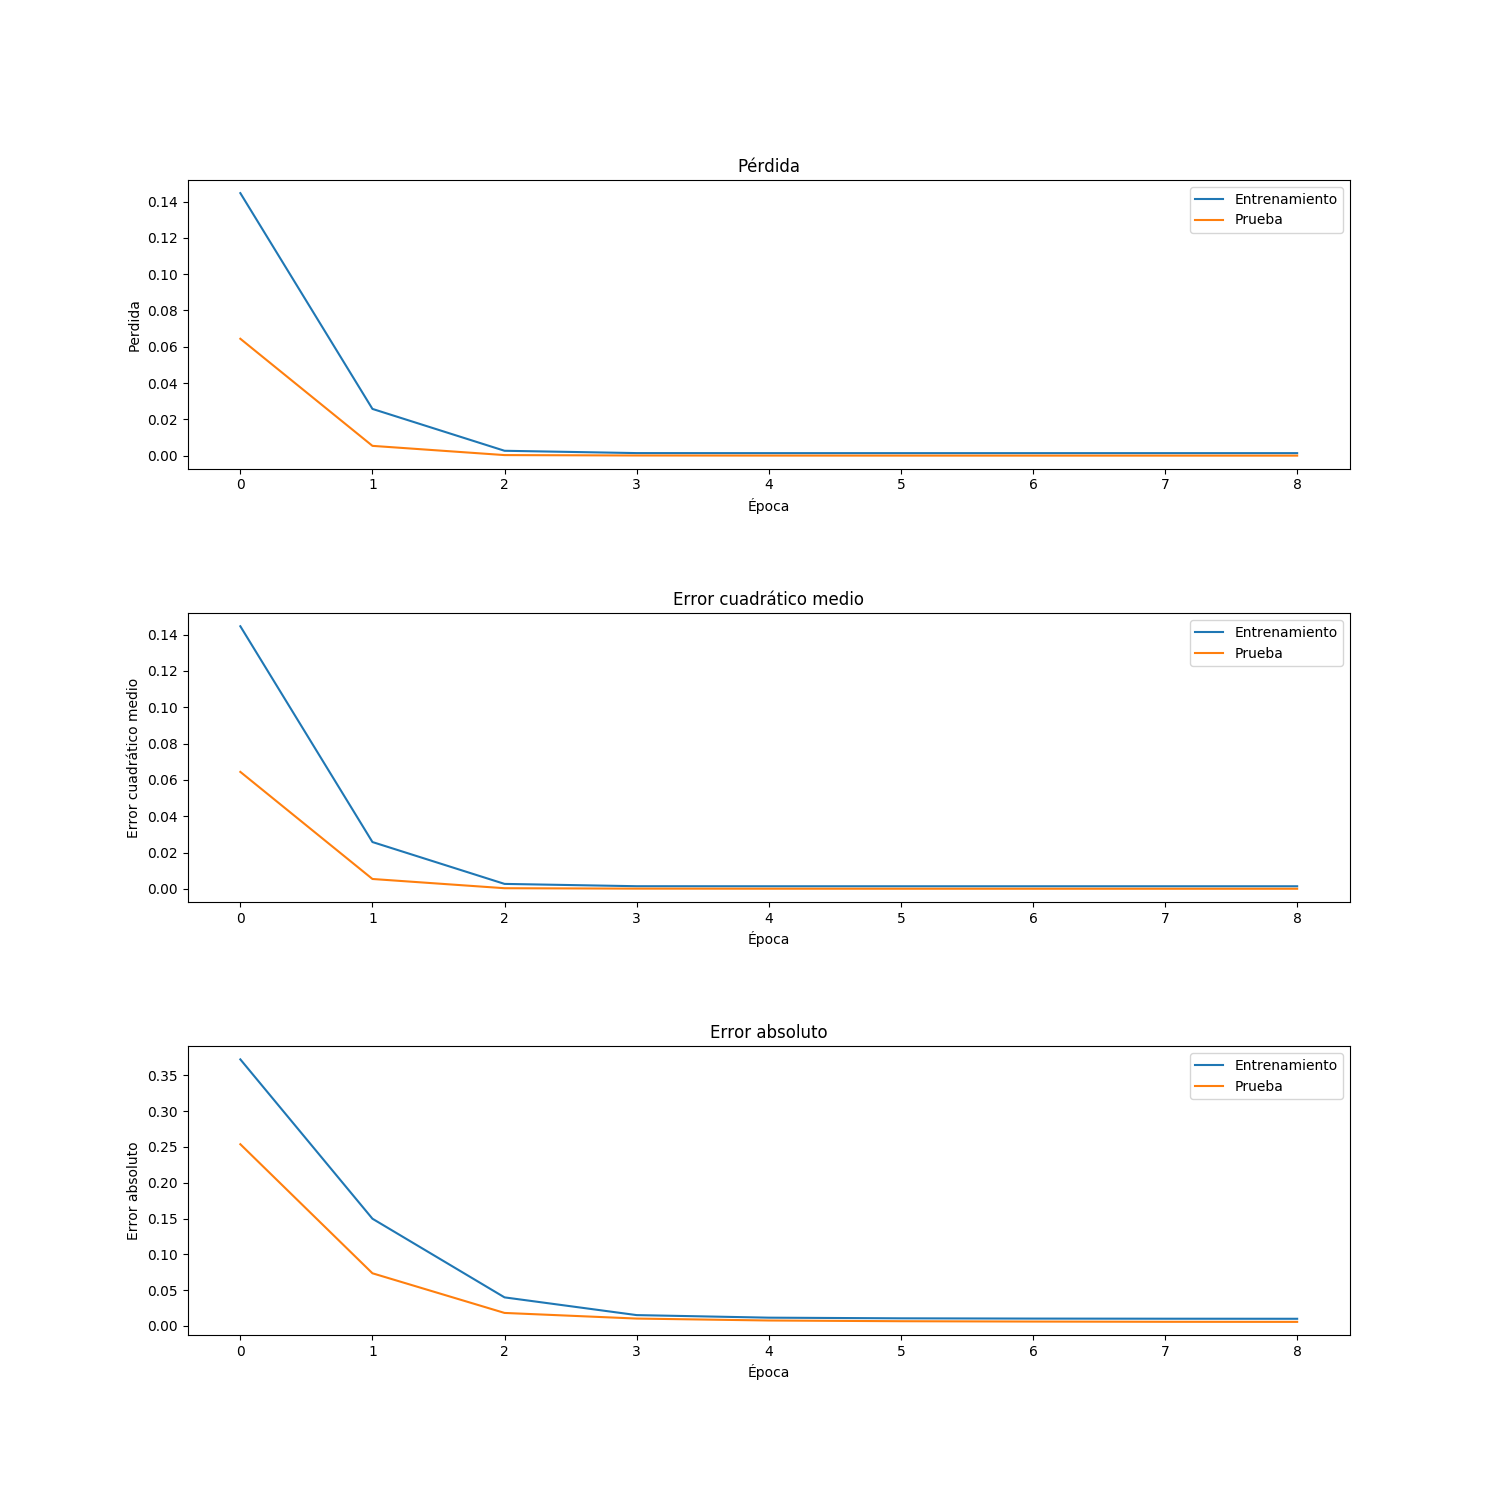 Pérdida
0.14
0.12
0.10
0.08
0.06
0.04
0.02
0.00
Perdida
Entrenamiento
Prueba
0 1 2 3 4 5 6 7 8
Época
Error cuadrático medio
0.14
0.12
0.10
0.08
0.06
0.04
0.02
0.00
Error cuadrático medio
Entrenamiento
Prueba
0 1 2 3 4 5 6 7 8
Época
Error absoluto
0.35
0.30
0.25
0.20
0.15
0.10
0.05
0.00
Error absoluto
Entrenamiento
Prueba
0 1 2 3 4 5 6 7 8
Época